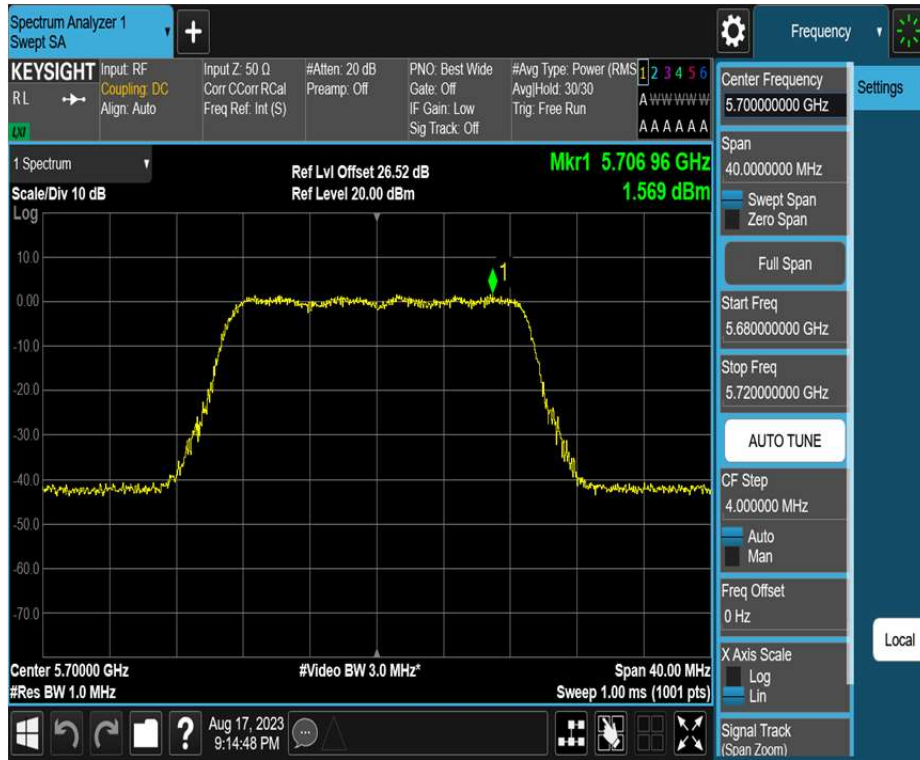 Spectrum Analyzer 1
Swept SA
+
Frequency
KEYSIGHT
RL
LXI
Input: RF
Coupling: DC
Align: Auto
Input Z: 50 Ω
Corr CCorr RCal
Freq Ref: Int (S)
#Atten: 20 dB
Preamp: Off
PNO: Best Wide
Gate: Off
IF Gain: Low
Sig Track: Off
#Avg Type: Power (RMS
Avg|Hold: 30/30
Trig: Free Run
1 2 3 4 5 6
A W W W W W
A A A A A A
1 Spectrum
Scale/Div 10 dB
Log
Ref Lvl Offset 26.52 dB
Ref Level 20.00 dBm
Mkr1 5.706 96 GHz
1.569 dBm
1
10.0
0.00
-10.0
-20.0
-30.0
-40.0
-50.0
-60.0
-70.0
Center 5.70000 GHz
#Res BW 1.0 MHz
#Video BW 3.0 MHz*
Span 40.00 MHz
Sweep 1.00 ms (1001 pts)
?
Aug 17, 2023
9:14:48 PM
Center Frequency
5.700000000 GHz
Span
40.0000000 MHz
Swept Span
Zero Span
Full Span
Start Freq
5.680000000 GHz
Stop Freq
5.720000000 GHz
AUTO TUNE
CF Step
4.000000 MHz
Auto
Man
Freq Offset
0 Hz
X Axis Scale
Log
Lin
Signal Track
(Span Zoom)
Settings
Local